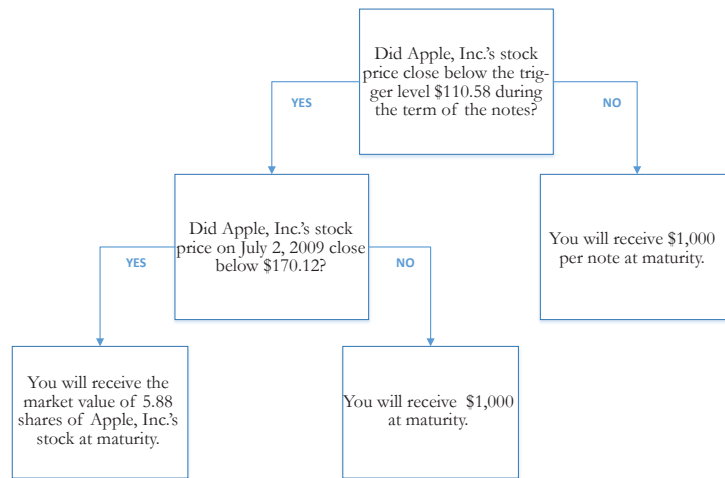 Did Apple, Inc.'s stock
price close below the trig-
ger level $110.58 during
the term of the notes?
YES
NO
Did Apple, Inc.'s stock
price on July 2, 2009 close
below $170.12?
You will receive $1,000
per note at maturity.
YES
NO
You will receive the
market value of 5.88
shares of Apple, Inc.'s
stock at maturity.
You will receive $1,000
at maturity.